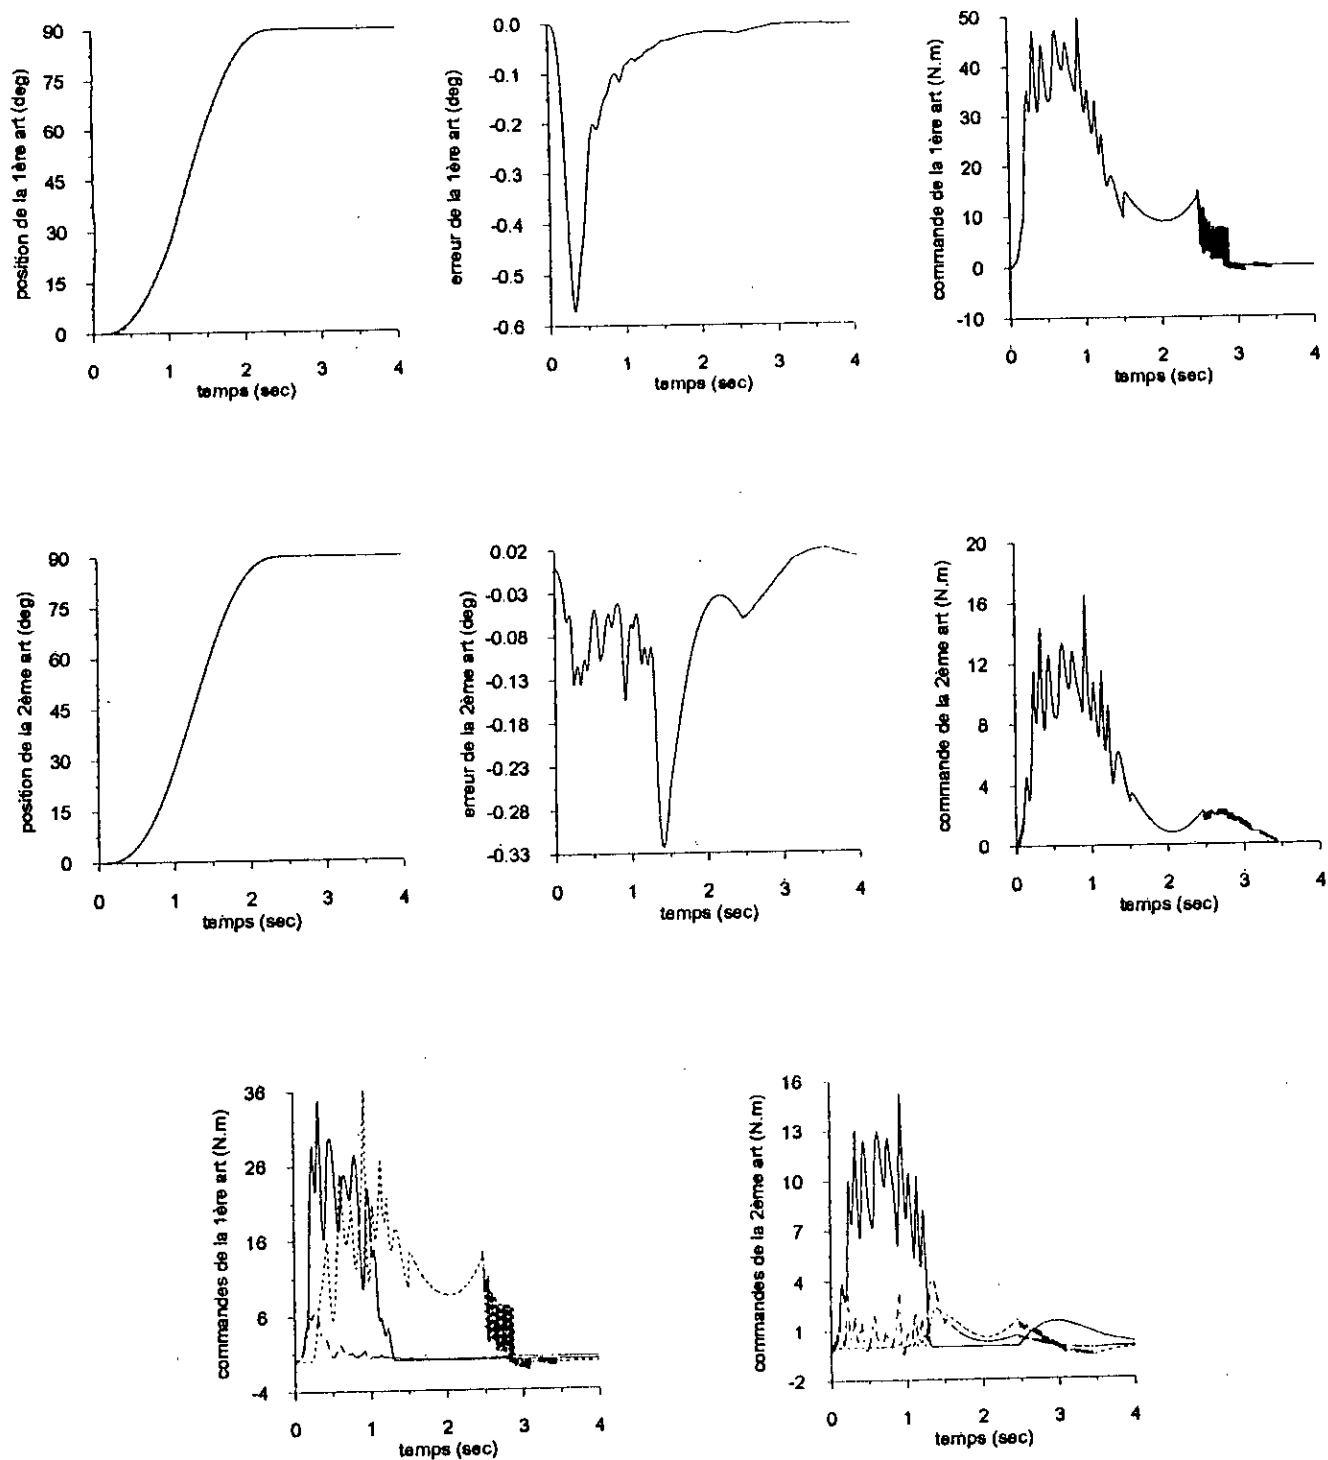 position de la 1ère art (deg)
90
75
60
45
30
15
0
0 1 2 3 4
temps (sec)
erreur de la 1ère art (deg)
0.0
-0.1
-0.2
-0.3
-0.4
-0.5
-0.6
0 1 2 3 4
temps (sec)
commande de la 1ère art (N.m)
50
40
30
20
10
0
-10
0 1 2 3 4
temps (sec)
position de la 2ème art (deg)
90
75
60
45
30
15
0
0 1 2 3 4
temps (sec)
erreur de la 2ème art (deg)
0.02
-0.03
-0.08
-0.13
-0.18
-0.23
-0.28
-0.33
0 1 2 3 4
temps (sec)
commande de la 2ème art (N.m)
20
16
12
8
4
0
0 1 2 3 4
temps (sec)
commandes de la 1ère art (N.m)
36
26
16
6
-4
0 1 2 3 4
temps (sec)
commandes de la 2ème art (N.m)
16
13
10
7
4
1
-2
0 1 2 3 4
temps (sec)